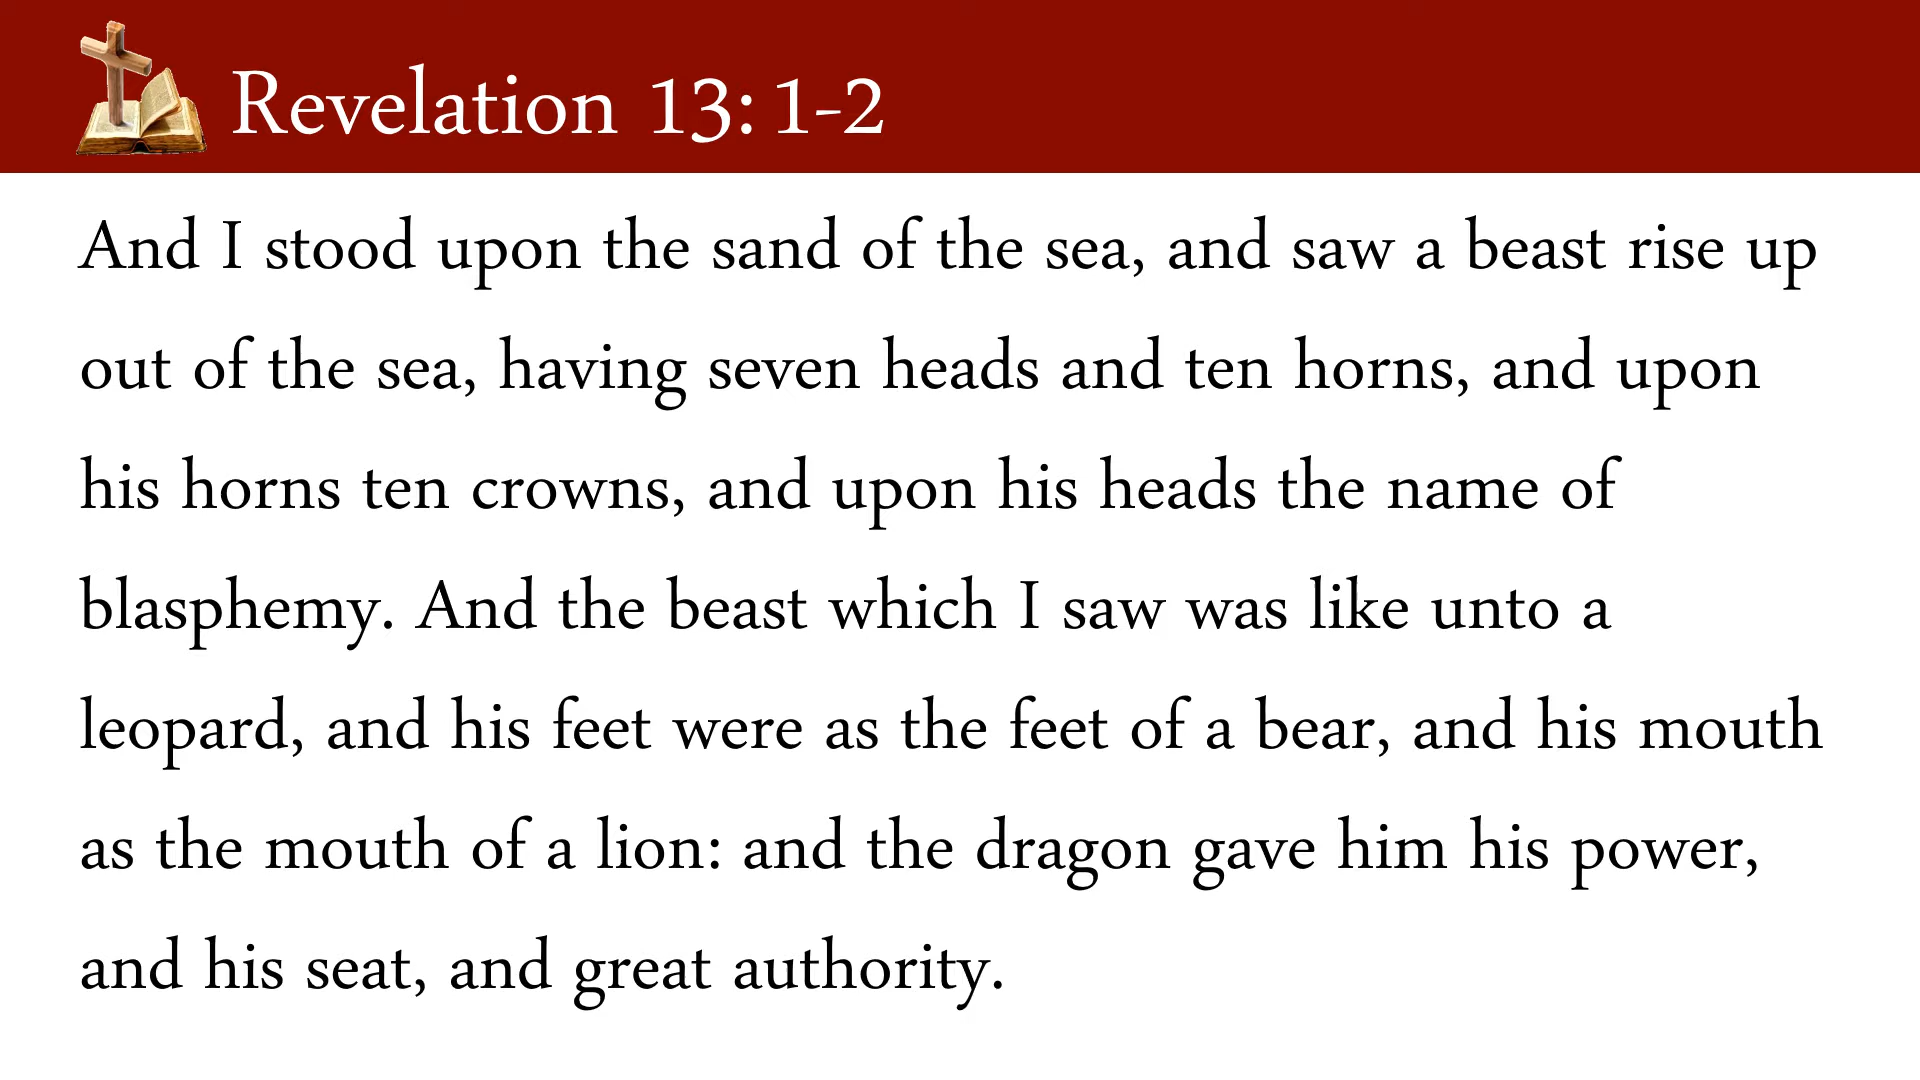 Revelation 13:1-2
And I stood upon the sand of the sea, and saw a beast rise up
out of the sea, having seven heads and ten horns, and upon
his horns ten crowns, and upon his heads the name of
blasphemy. And the beast which I saw was like unto a
leopard, and his feet were as the feet of a bear, and his mouth
as the mouth of a lion: and the dragon gave him his power,
and his seat, and great authority.